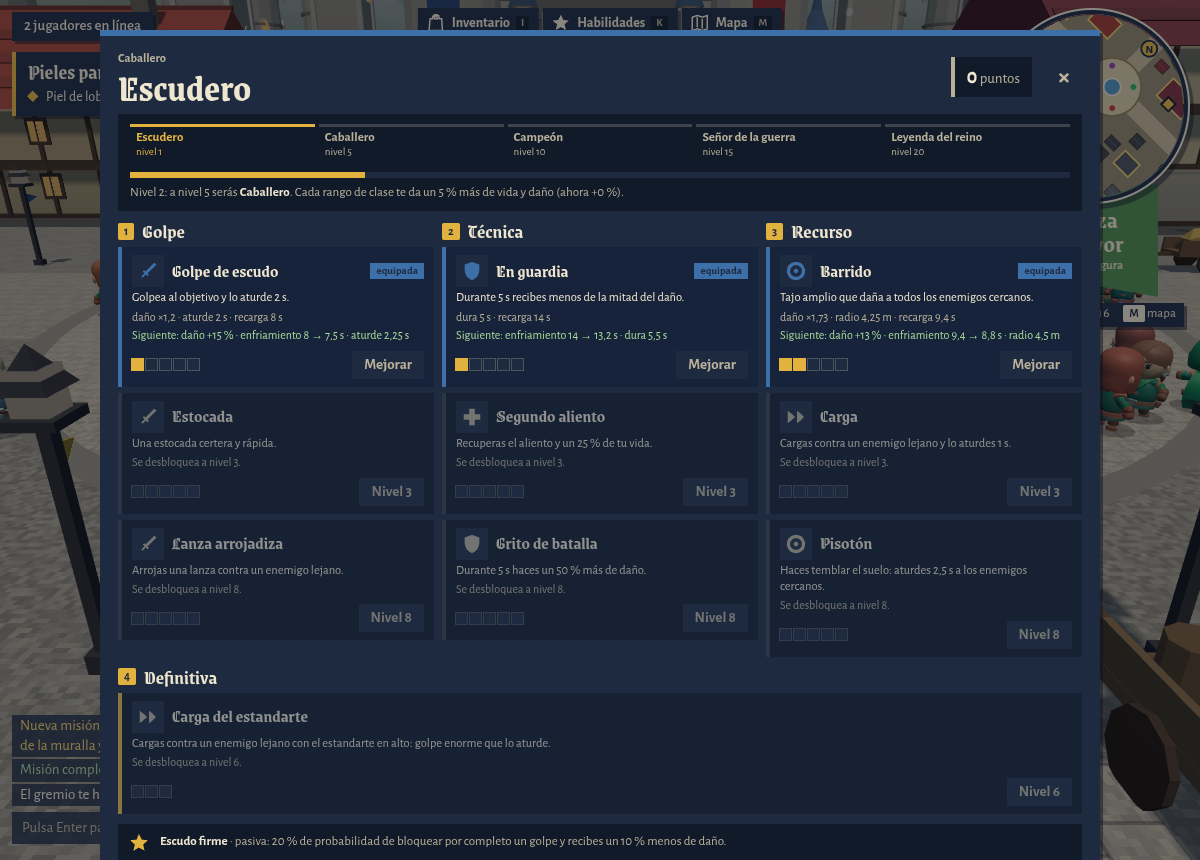 2 jugadores en línea
Inventario I
Habilidades K
Mapa M
Pieles
Piel de lob
N
Caballero
Escudero
0 puntos
×
Escudero
nivel 1
Caballero
nivel 5
Campeón
nivel 10
Señor de la guerra
nivel 15
Leyenda del reino
nivel 20
Nivel 2: a nivel 5 serás Caballero. Cada rango de clase te da un 5 % más de vida y daño (ahora +0 %).
1 Golpe
Golpe de escudo equipada
Golpea al objetivo y lo aturde 2 s.
daño ×1,2 · aturde 2 s · recarga 8 s
Siguiente: daño +15 % · enfriamiento 8 → 7,5 s · aturde 2,25 s
Mejorar
Estocada
Una estocada certera y rápida.
Se desbloquea a nivel 3.
Nivel 3
Lanza arrojadiza
Arrojas una lanza contra un enemigo lejano.
Se desbloquea a nivel 8.
Nivel 8
2 Técnica
En guardia equipada
Durante 5 s recibes menos de la mitad del daño.
dura 5 s · recarga 14 s
Siguiente: enfriamiento 14 → 13,2 s · dura 5,5 s
Mejorar
Segundo aliento
Recuperas el aliento y un 25 % de tu vida.
Se desbloquea a nivel 3.
Nivel 3
Grito de batalla
Durante 5 s haces un 50 % más de daño.
Se desbloquea a nivel 8.
Nivel 8
3 Recurso
Barrido equipada
Tajo amplio que daña a todos los enemigos cercanos.
daño ×1,73 · radio 4,25 m · recarga 9,4 s
Siguiente: daño +13 % · enfriamiento 9,4 → 8,8 s · radio 4,5 m
Mejorar
Carga
Cargas contra un enemigo lejano y lo aturdes 1 s.
Se desbloquea a nivel 3.
Nivel 3
Pisotón
Haces temblar el suelo: aturdes 2,5 s a los enemigos
cercanos.
Se desbloquea a nivel 8.
Nivel 8
4 Definitiva
Carga del estandarte
Cargas contra un enemigo lejano con el estandarte en alto: golpe enorme que lo aturde.
Se desbloquea a nivel 6.
Nivel 6
Escudo firme · pasiva: 20 % de probabilidad de bloquear por completo un golpe y recibes un 10 % menos de daño.
za
or
gura
M mapa
Nueva misión
de la muralla
Misión compl
El gremio te h
Pulsa Enter pa